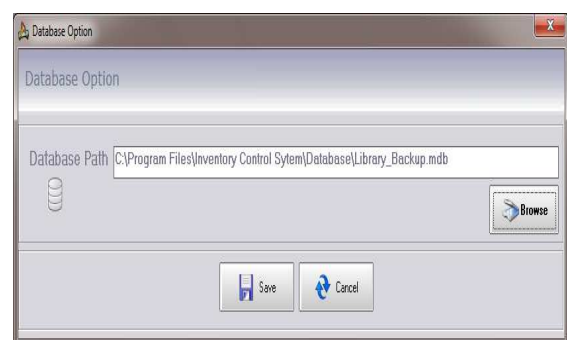 Database Option
X
Database Option
Database Path C:\Program Files\Inventory Control Sytem\Database\Library_Backup.mdb
Browse
Save Cancel